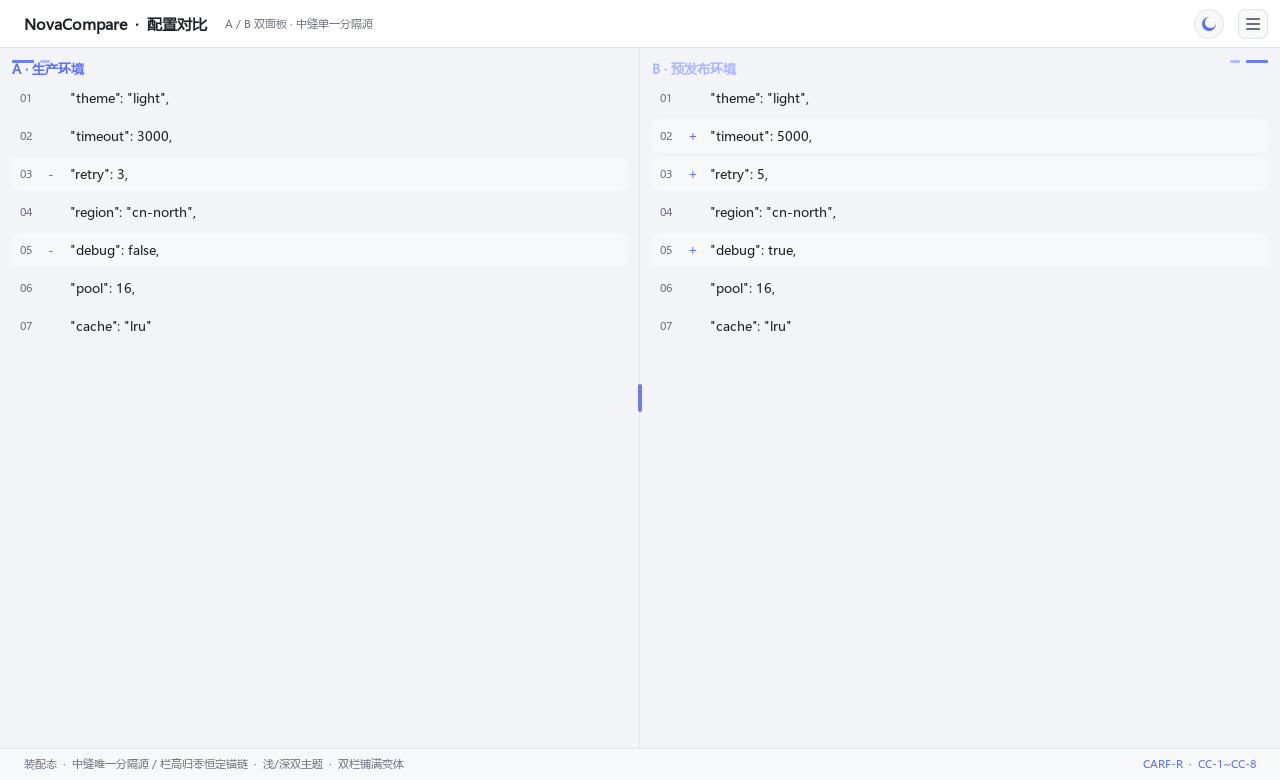 NovaCompare · 配置对比
A / B 双面板 · 中缝单一分隔源
A · 生产环境
01 "theme": "light",
02 "timeout": 3000,
03 - "retry": 3,
04 "region": "cn-north",
05 - "debug": false,
06 "pool": 16,
07 "cache": "lru"
B · 预发布环境
01 "theme": "light",
02 + "timeout": 5000,
03 + "retry": 5,
04 "region": "cn-north",
05 + "debug": true,
06 "pool": 16,
07 "cache": "lru"
装配态 · 中缝唯一分隔源 / 栏高归零恒定锚链 · 浅/深双主题 · 双栏铺满变体
CARF-R · CC-1~CC-8